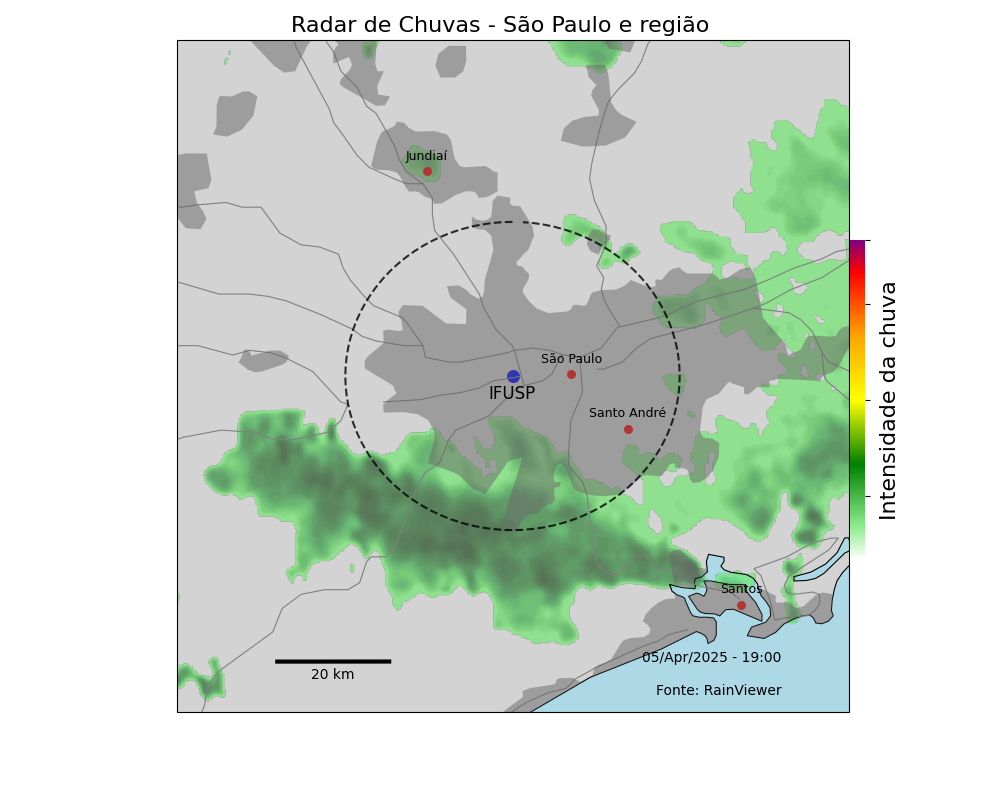 Radar de Chuvas - São Paulo e região
Jundiaí
São Paulo
IFUSP
Santo André
Intensidade da chuva
Santos
05/Apr/2025 - 19:00
20 km
Fonte: RainViewer